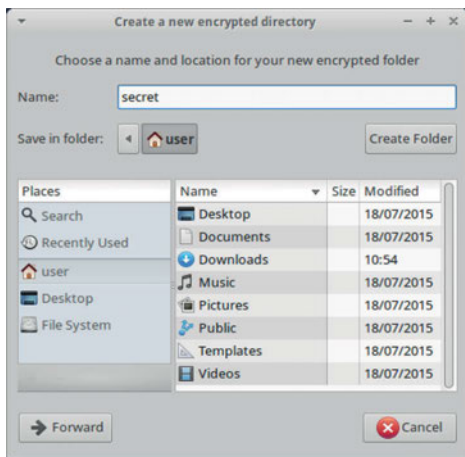 Create a new encrypted directory
Choose a name and location for your new encrypted folder
Name: secret
Save in folder: user Create Folder
Places Name Size Modified
Search Desktop 18/07/2015
Recently Used Documents 18/07/2015
user Downloads 10:54
Desktop Music 18/07/2015
File System Pictures 18/07/2015
Public 18/07/2015
Templates 18/07/2015
Videos 18/07/2015
Forward Cancel